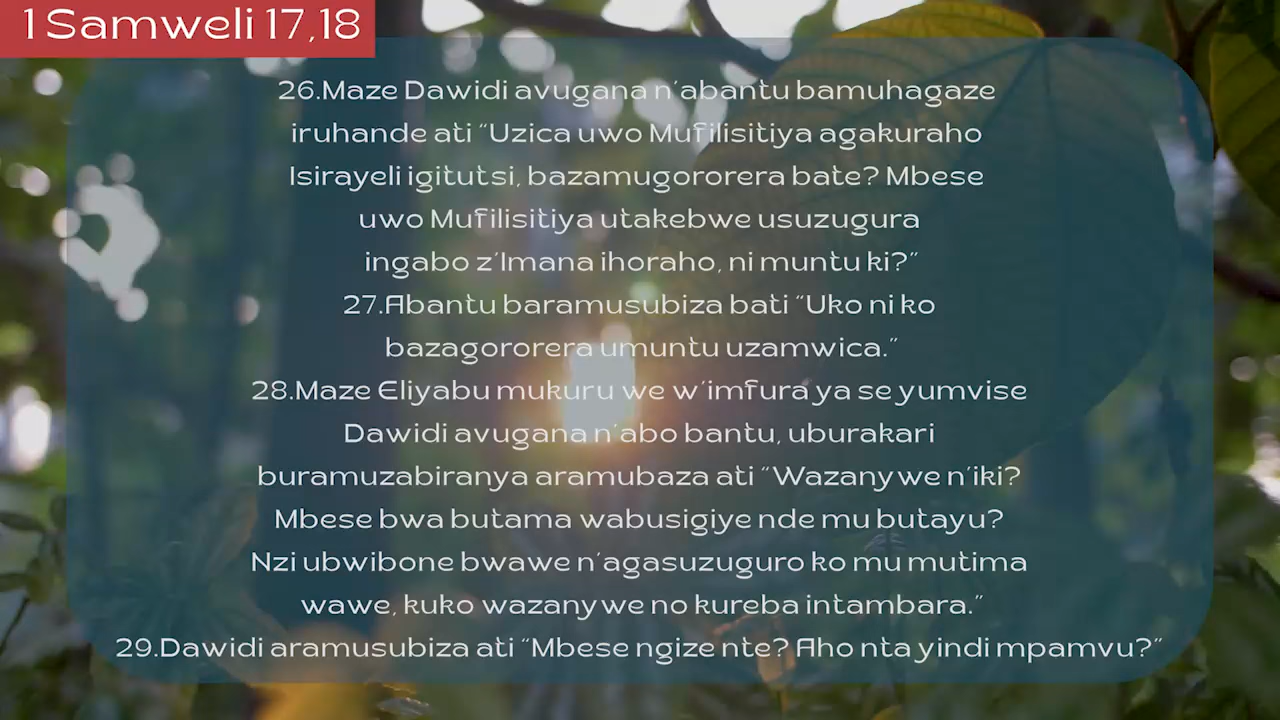 1 Samweli 17,18
26.Maze Dawidi avugana n'abantu bamuhagaze
iruhande ati "Uzica uwo Mufilisitiya agakuraho
Isirayeli igitutsi, bazamugororera bate? Mbese
uwo Mufilisitiya utakebwe usuzugura
ingabo z'Imana ihoraho, ni muntu ki?"
27.Abantu baramusubiza bati "Uko ni ko
bazagororera umuntu uzamwica."
28.Maze Eliyabu mukuru we w'imfura ya se yumvise
Dawidi avugana n'abo bantu, uburakari
buramuzabiranya aramubaza ati "Wazanywe n'iki?
Mbese bwa butama wabusigiye nde mu butayu?
Nzi ubwibone bwawe n'agasuzuguro ko mu mutima
wawe, kuko wazanywe no kureba intambara."
29.Dawidi aramusubiza ati "Mbese ngize nte? Aho nta yindi mpamvu?"